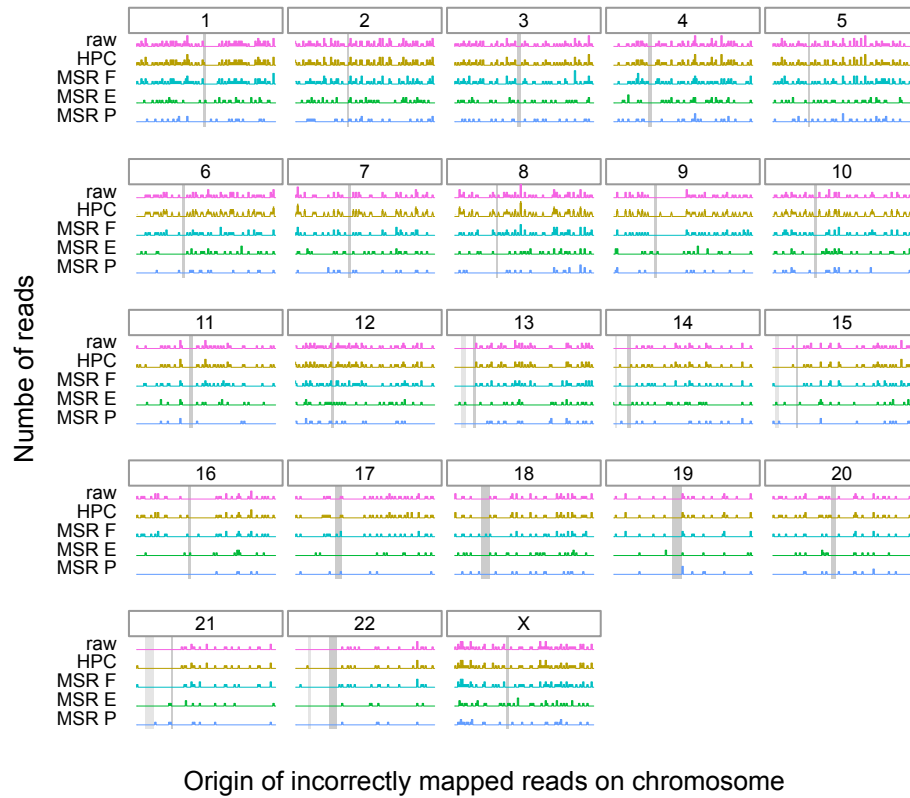 1 2 3 4 5
raw
HPC
MSR F
MSR E
MSR P
6 7 8 9 10
raw
HPC
MSR F
MSR E
MSR P
11 12 13 14 15
raw
HPC
MSR F
MSR E
MSR P
16 17 18 19 20
raw
HPC
MSR F
MSR E
MSR P
21 22 X
raw
HPC
MSR F
MSR E
MSR P
Numbe of reads
Origin of incorrectly mapped reads on chromosome